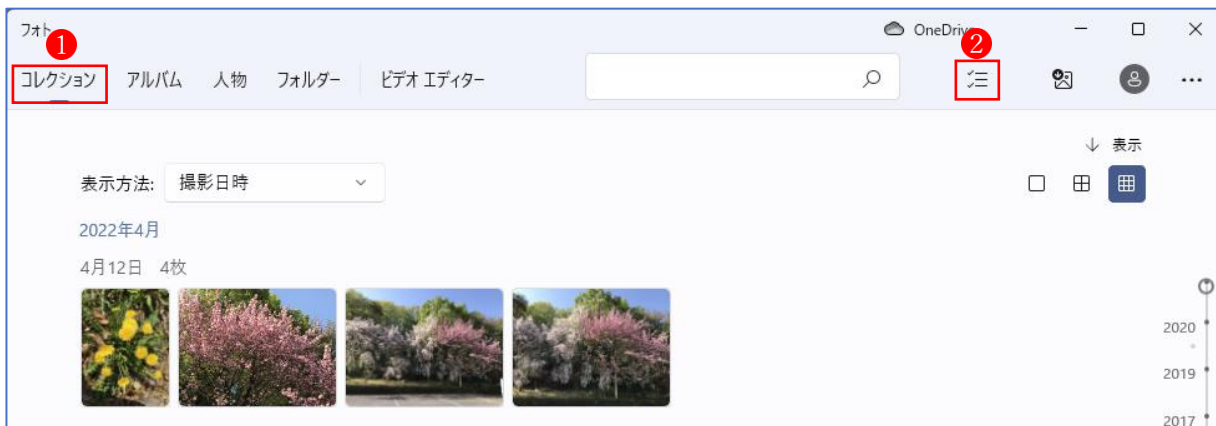 フォト
OneDrive
1
2
コレクション アルバム 人物 フォルダー ビデオ エディター
↓ 表示
表示方法: 撮影日時
2022年4月
4月12日 4枚
2020
2019
2017